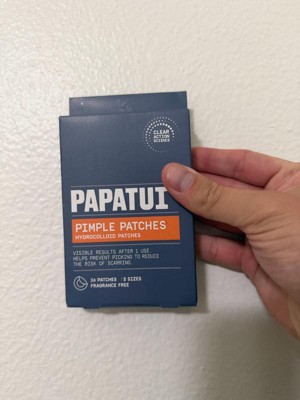 CLEAR
ACTION
SCIENCE
PAPATUI
PIMPLE PATCHES
HYDROCOLLOID PATCHES
VISIBLE RESULTS AFTER 1 USE.
HELPS PREVENT PICKING TO REDUCE
THE RISK OF SCARRING.
36 PATCHES 2 SIZES
FRAGRANCE FREE